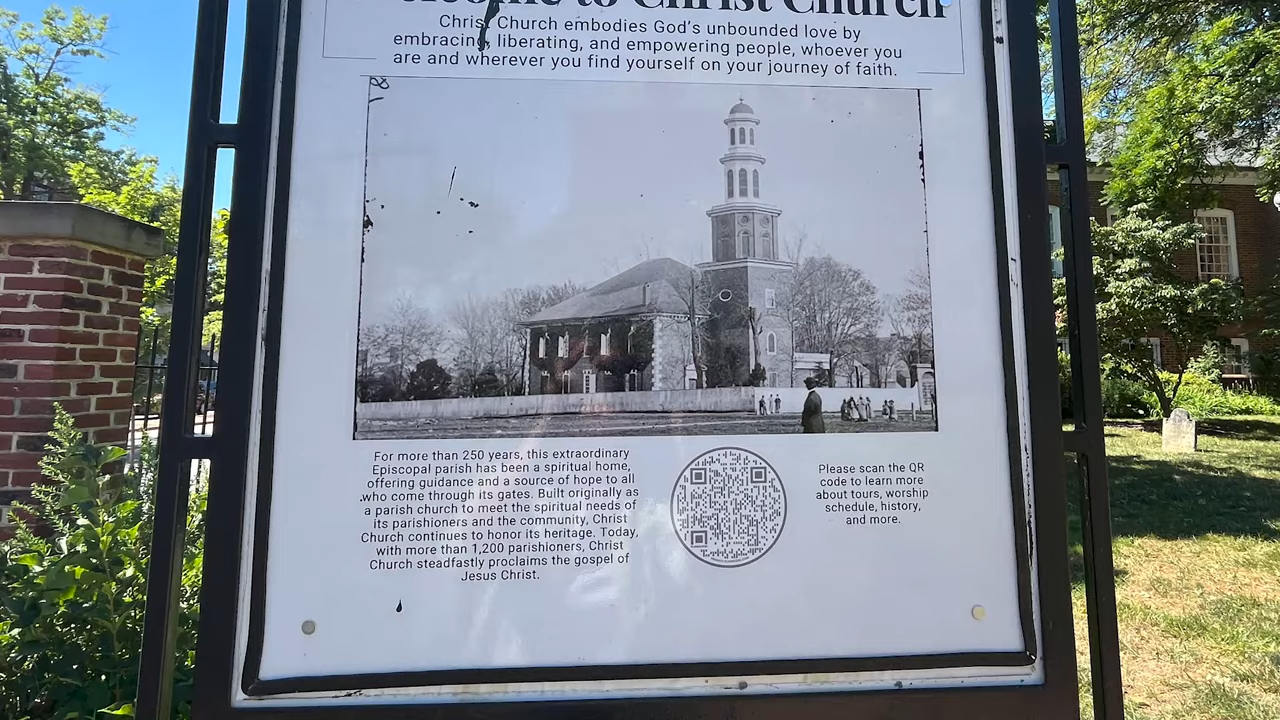 Welcome to Christ Church
Christ Church embodies God's unbounded love by
embracing, liberating, and empowering people, whoever you
are and wherever you find yourself on your journey of faith.
For more than 250 years, this extraordinary
Episcopal parish has been a spiritual home,
offering guidance and a source of hope to all
who come through its gates. Built originally as
a parish church to meet the spiritual needs of
its parishioners and the community, Christ
Church continues to honor its heritage. Today,
with more than 1,200 parishioners, Christ
Church steadfastly proclaims the gospel of
Jesus Christ.
Please scan the QR
code to learn more
about tours, worship
schedule, history,
and more.